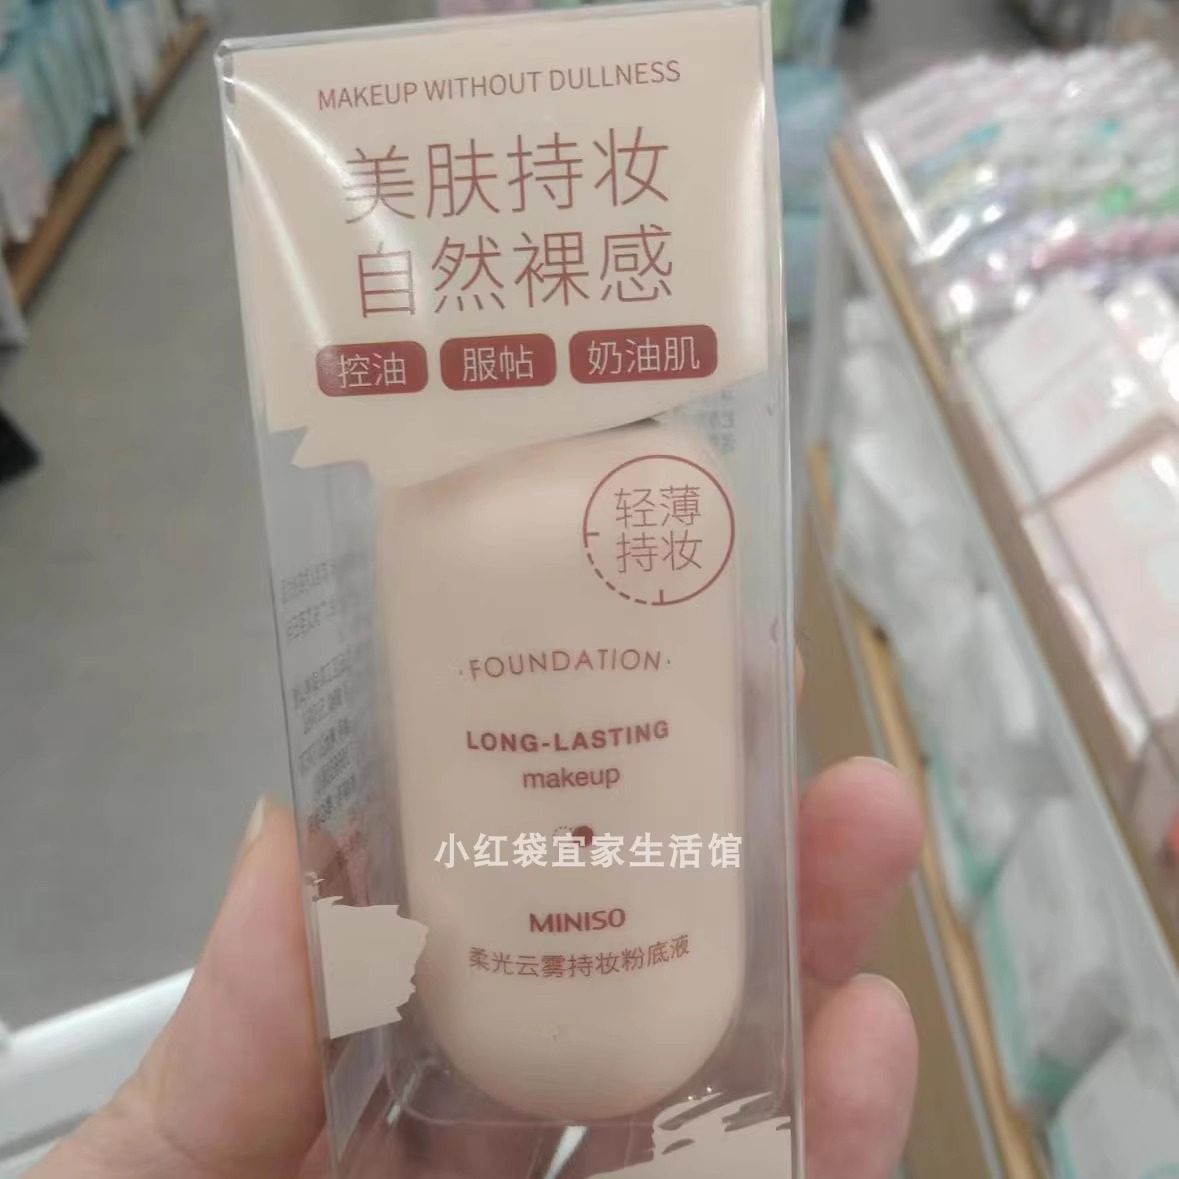 MAKEUP WITHOUT DULLNESS
美肤持妆
自然裸感
控油 服帖 奶油肌
轻薄
持妆
·FOUNDATION·
LONG-LASTING
makeup
小红袋宜家生活馆
MINISO
柔光云雾持妆粉底液